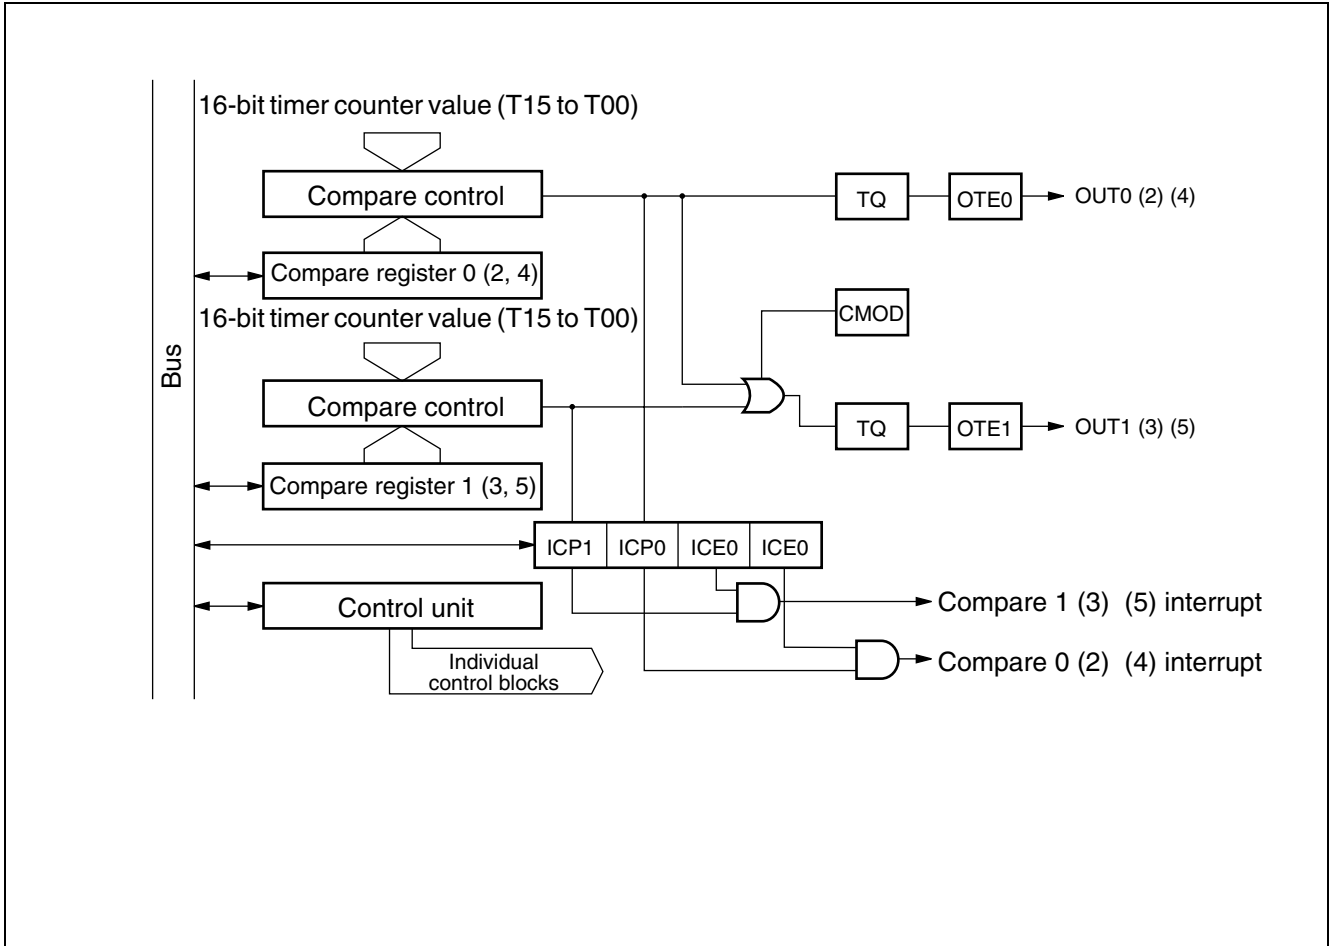 16-bit timer counter value (T15 to T00)
Compare control
TQ
OTE0
OUT0 (2) (4)
Compare register 0 (2, 4)
16-bit timer counter value (T15 to T00)
CMOD
Bus
Compare control
TQ
OTE1
OUT1 (3) (5)
Compare register 1 (3, 5)
ICP1
ICP0
ICE0
ICE0
Control unit
Compare 1 (3) (5) interrupt
Individual
control blocks
Compare 0 (2) (4) interrupt